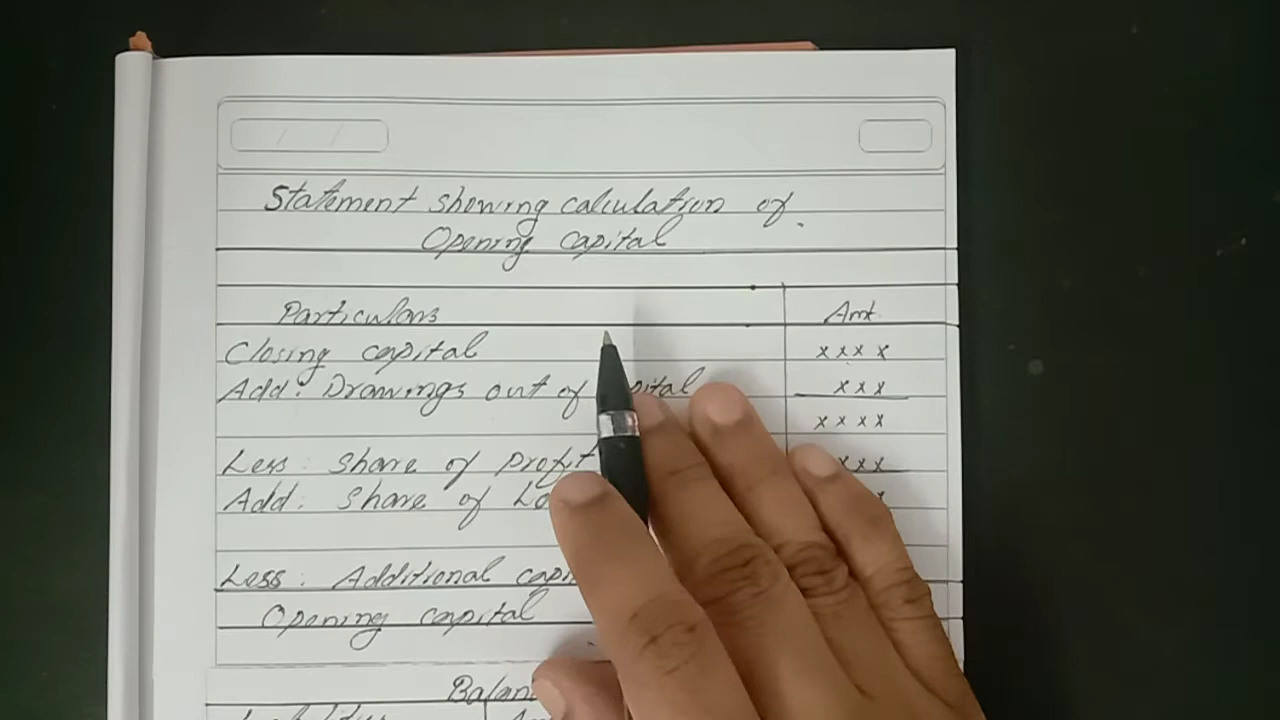 Statement showing calculation of
Opening capital
Particulars Amt.
Closing capital xxxx
Add: Drawings out of xxx
xxxx
Less: Share of Profit xxx
Add: Share of
Less: Additional
Opening capital